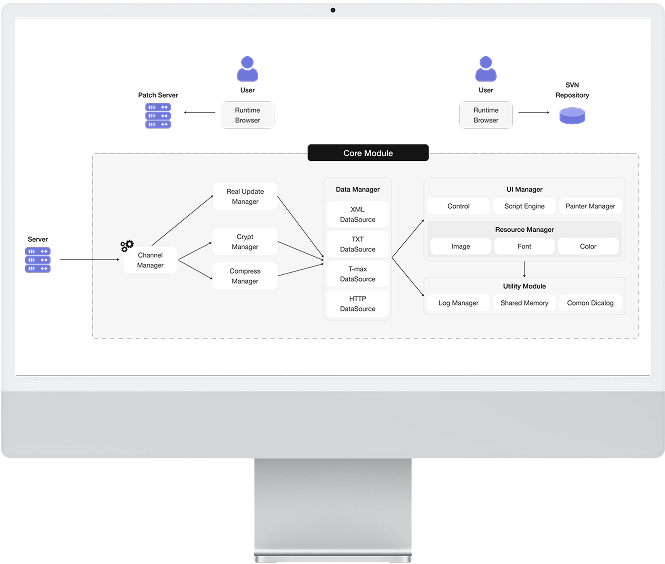 User
User
SVN
Repository
Patch Server
Runtime
Browser
Runtime
Browser
Core Module
Real Update
Manager
Data Manager
UI Manager
XML
DataSource
Control
Script Engine
Painter Manager
Server
Crypt
Manager
TXT
DataSource
Resource Manager
Image
Font
Color
Channel
Manager
Compress
Manager
T-max
DataSource
Utility Module
HTTP
DataSource
Log Manager
Shared Memory
Comon Dicalog